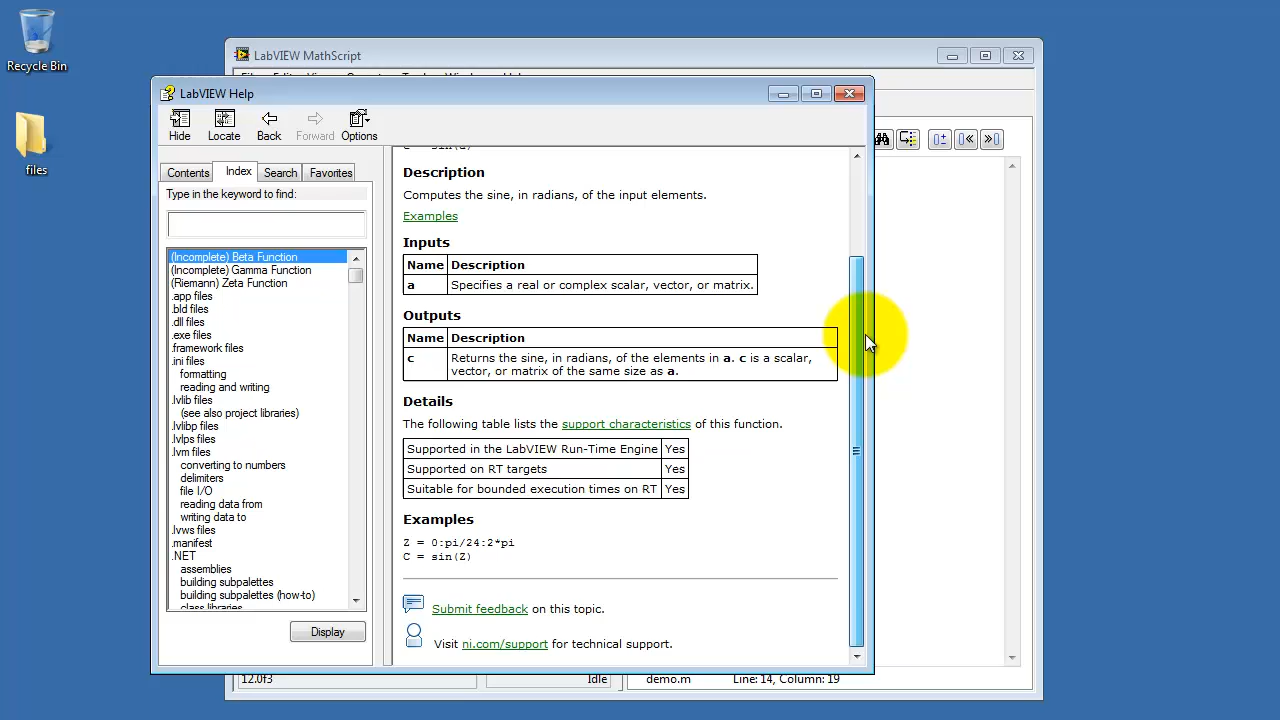 Recycle Bin
files
LabVIEW MathScript
LabVIEW Help
Hide
Locate
Back
Forward
Options
Contents
Index
Search
Favorites
Type in the keyword to find:
(Incomplete) Beta Function
(Incomplete) Gamma Function
(Riemann) Zeta Function
.app files
.bld files
.dll files
.exe files
.framework files
.ini files
formatting
reading and writing
.lvlib files
(see also project libraries)
.lvlibp files
.lvlps files
.lvm files
converting to numbers
delimiters
file I/O
reading data from
writing data to
.lvws files
.manifest
.NET
assemblies
building subpalettes
building subpalettes (how-to)
class libraries
Display
Description
Computes the sine, in radians, of the input elements.
Examples
Inputs
Name Description
a Specifies a real or complex scalar, vector, or matrix.
Outputs
Name Description
c Returns the sine, in radians, of the elements in a. c is a scalar,
vector, or matrix of the same size as a.
Details
The following table lists the support characteristics of this function.
Supported in the LabVIEW Run-Time Engine Yes
Supported on RT targets Yes
Suitable for bounded execution times on RT Yes
Examples
Z = 0:pi/24:2*pi
C = sin(Z)
Submit feedback on this topic.
Visit ni.com/support for technical support.
12.0f3
Idle
demo.m
Line: 14, Column: 19